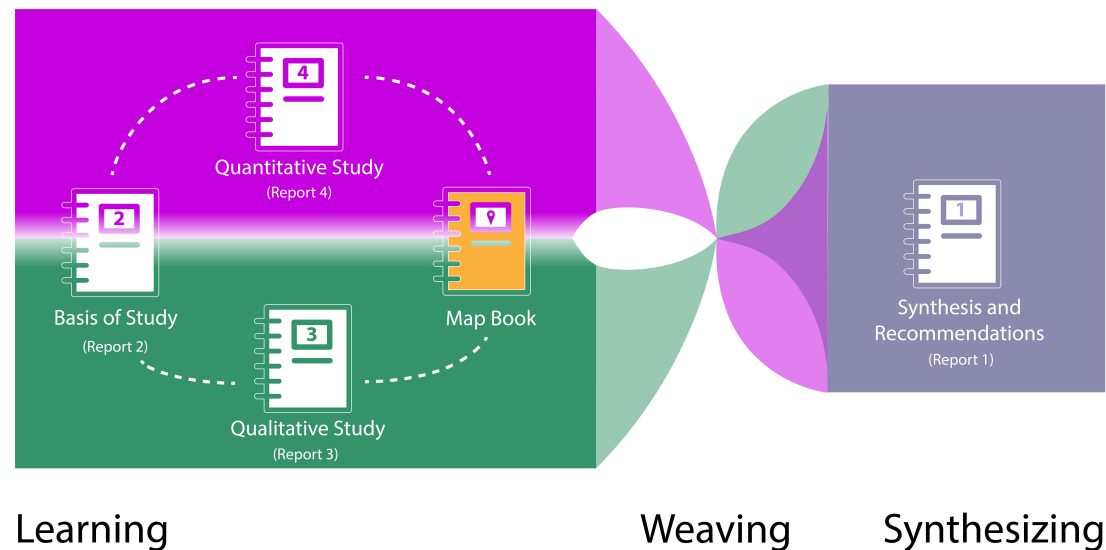 4
Quantitative Study
(Report 4)
2
Basis of Study
(Report 2)
Map Book
3
Qualitative Study
(Report 3)
1
Synthesis and
Recommendations
(Report 1)
Learning
Weaving
Synthesizing